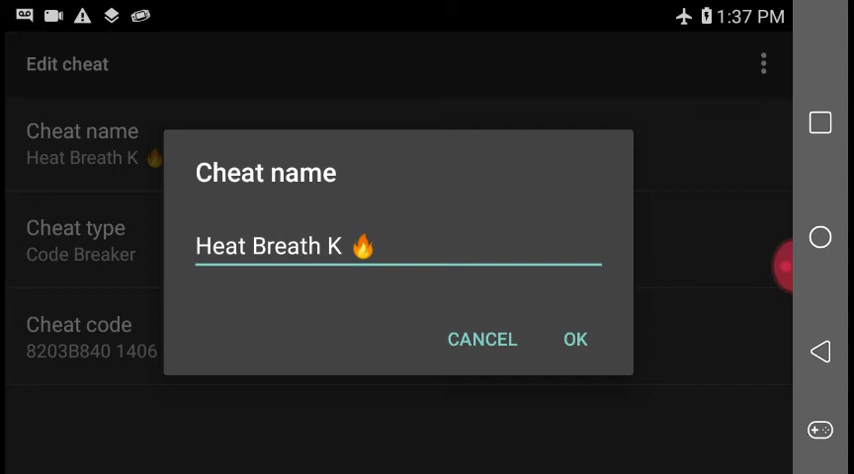 1:37 PM
Edit cheat
Cheat name
Heat Breath K 🔥
Cheat type
Code Breaker
Cheat code
8203B840 1406
Cheat name
Heat Breath K 🔥
CANCEL OK